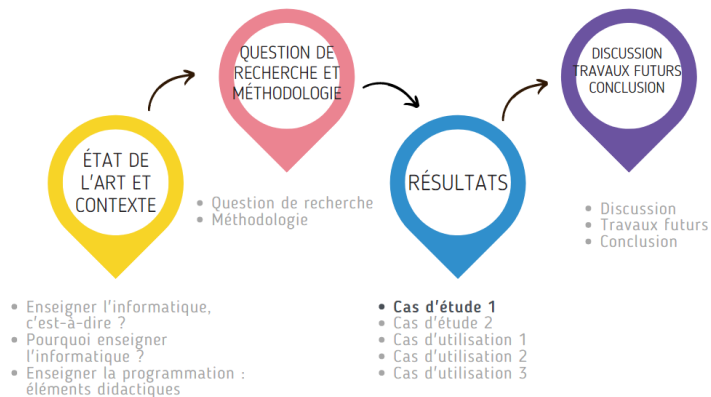 ÉTAT DE
L'ART ET
CONTEXTE
• Enseigner l'informatique,
c'est-à-dire ?
• Pourquoi enseigner
l'informatique ?
• Enseigner la programmation :
éléments didactiques
QUESTION DE
RECHERCHE ET
MÉTHODOLOGIE
• Question de recherche
• Méthodologie
RÉSULTATS
• Cas d'étude 1
• Cas d'étude 2
• Cas d'utilisation 1
• Cas d'utilisation 2
• Cas d'utilisation 3
DISCUSSION
TRAVAUX FUTURS
CONCLUSION
• Discussion
• Travaux futurs
• Conclusion